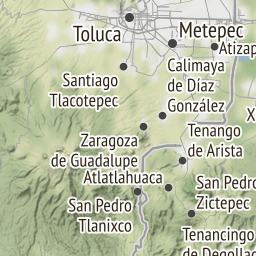 Toluca
Metepec
Atizap
Santiago
Tlacotepec
Calimaya
de Díaz
González
X
Zaragoza
de Guadalupe
Tenango
de Arista
Atlatlahuaca
San Pedro
Zictepec
San Pedro
Tlanixco
Tenancingo
de Degollad